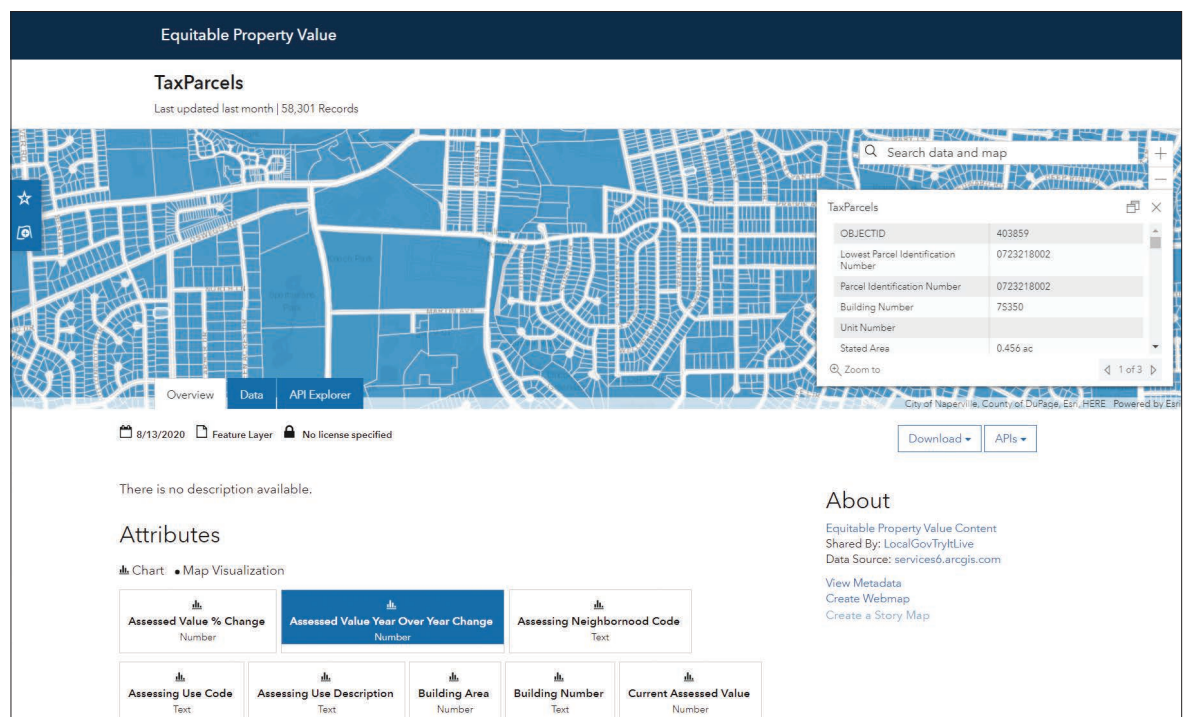 Equitable Property Value
TaxParcels
Last updated last month | 58,301 Records
Search data and map
TaxParcels
OBJECTID 403859
Lowest Parcel Identification Number 0723218002
Parcel Identification Number 0723218002
Building Number 7S350
Unit Number
Stated Area 0.456 ac
Zoom to
1 of 3
OSWEGO RD
MARTIN AVE
City of Naperville, County of DuPage, Esri, HERE Powered by Esri
Overview Data API Explorer
8/13/2020 Feature Layer No license specified
Download APIs
There is no description available.
Attributes
Chart • Map Visualization
Assessed Value % Change
Number
Assessed Value Year Over Year Change
Number
Assessing Neighbornood Code
Text
Assessing Use Code
Text
Assessing Use Description
Text
Building Area
Number
Building Number
Text
Current Assessed Value
Number
About
Equitable Property Value Content
Shared By: LocalGovTryItLive
Data Source: services6.arcgis.com
View Metadata
Create Webmap
Create a Story Map